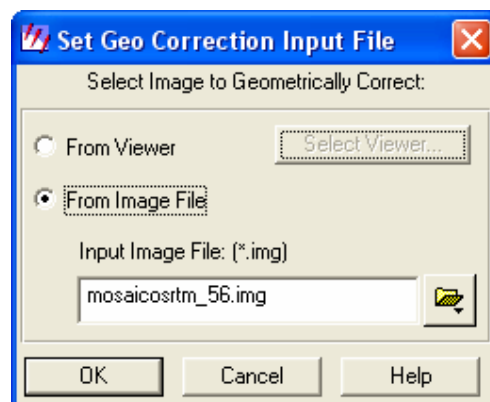 Set Geo Correction Input File
Select Image to Geometrically Correct:
From Viewer
Select Viewer...
From Image File
Input Image File: (*.img)
mosaicosrtm_56.img
OK Cancel Help